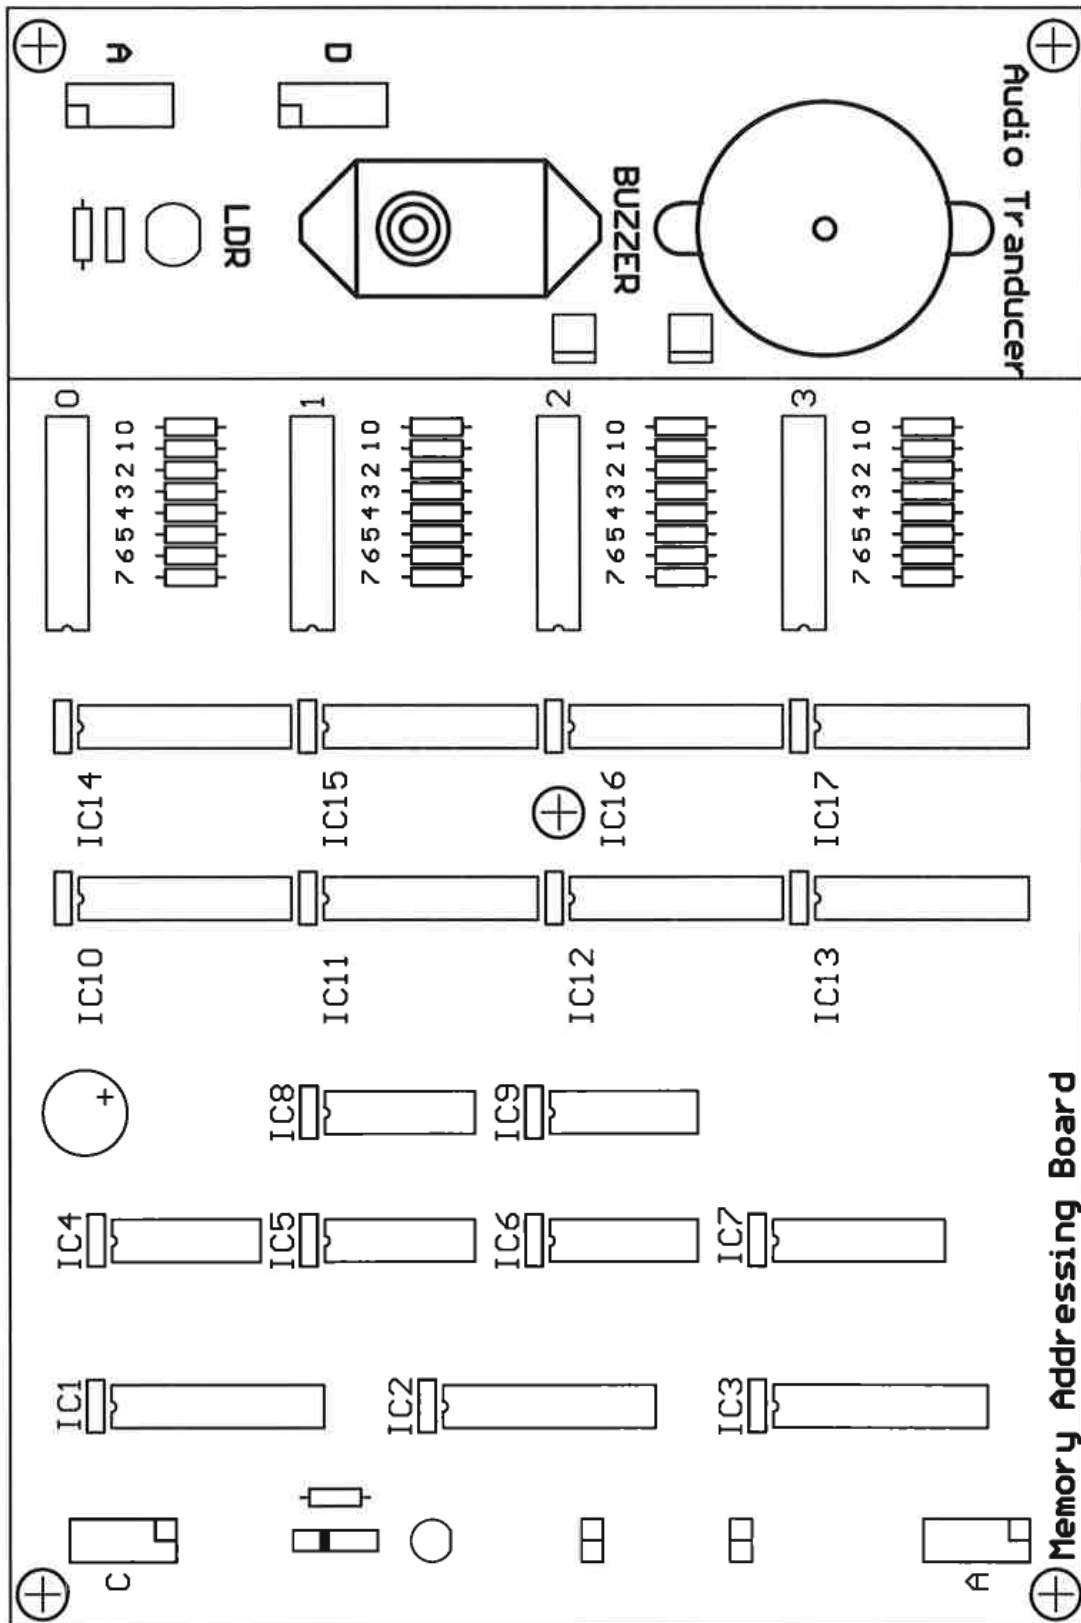 A
D
Audio Tranducer
LDR
BUZZER
0
1
2
3
76543210
76543210
76543210
76543210
IC14
IC15
IC16
IC17
IC10
IC11
IC12
IC13
+
IC8
IC9
IC4
IC5
IC6
IC7
IC1
IC2
IC3
C
A
Memory Addressing Board